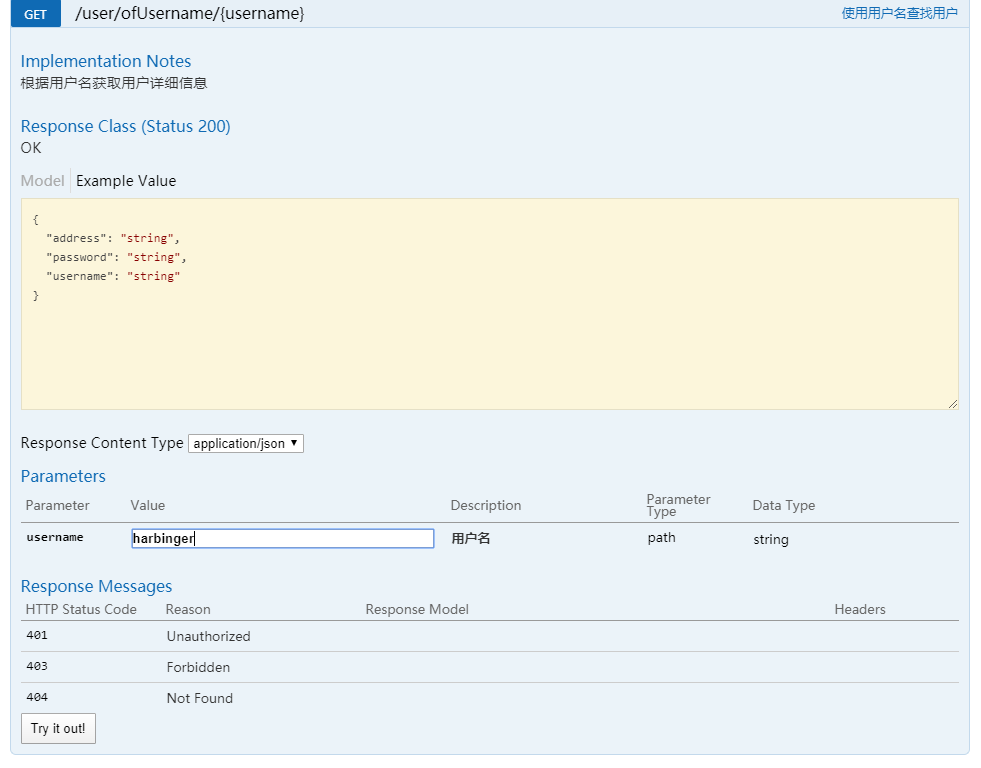 GET /user/ofUsername/{username} 使用用户名查找用户
Implementation Notes
根据用户名获取用户详细信息
Response Class (Status 200)
OK
Model Example Value
{
"address": "string",
"password": "string",
"username": "string"
}
Response Content Type application/json
Parameters
Parameter Value Description Parameter Type Data Type
username harbinger 用户名 path string
Response Messages
HTTP Status Code Reason Response Model Headers
401 Unauthorized
403 Forbidden
404 Not Found
Try it out!